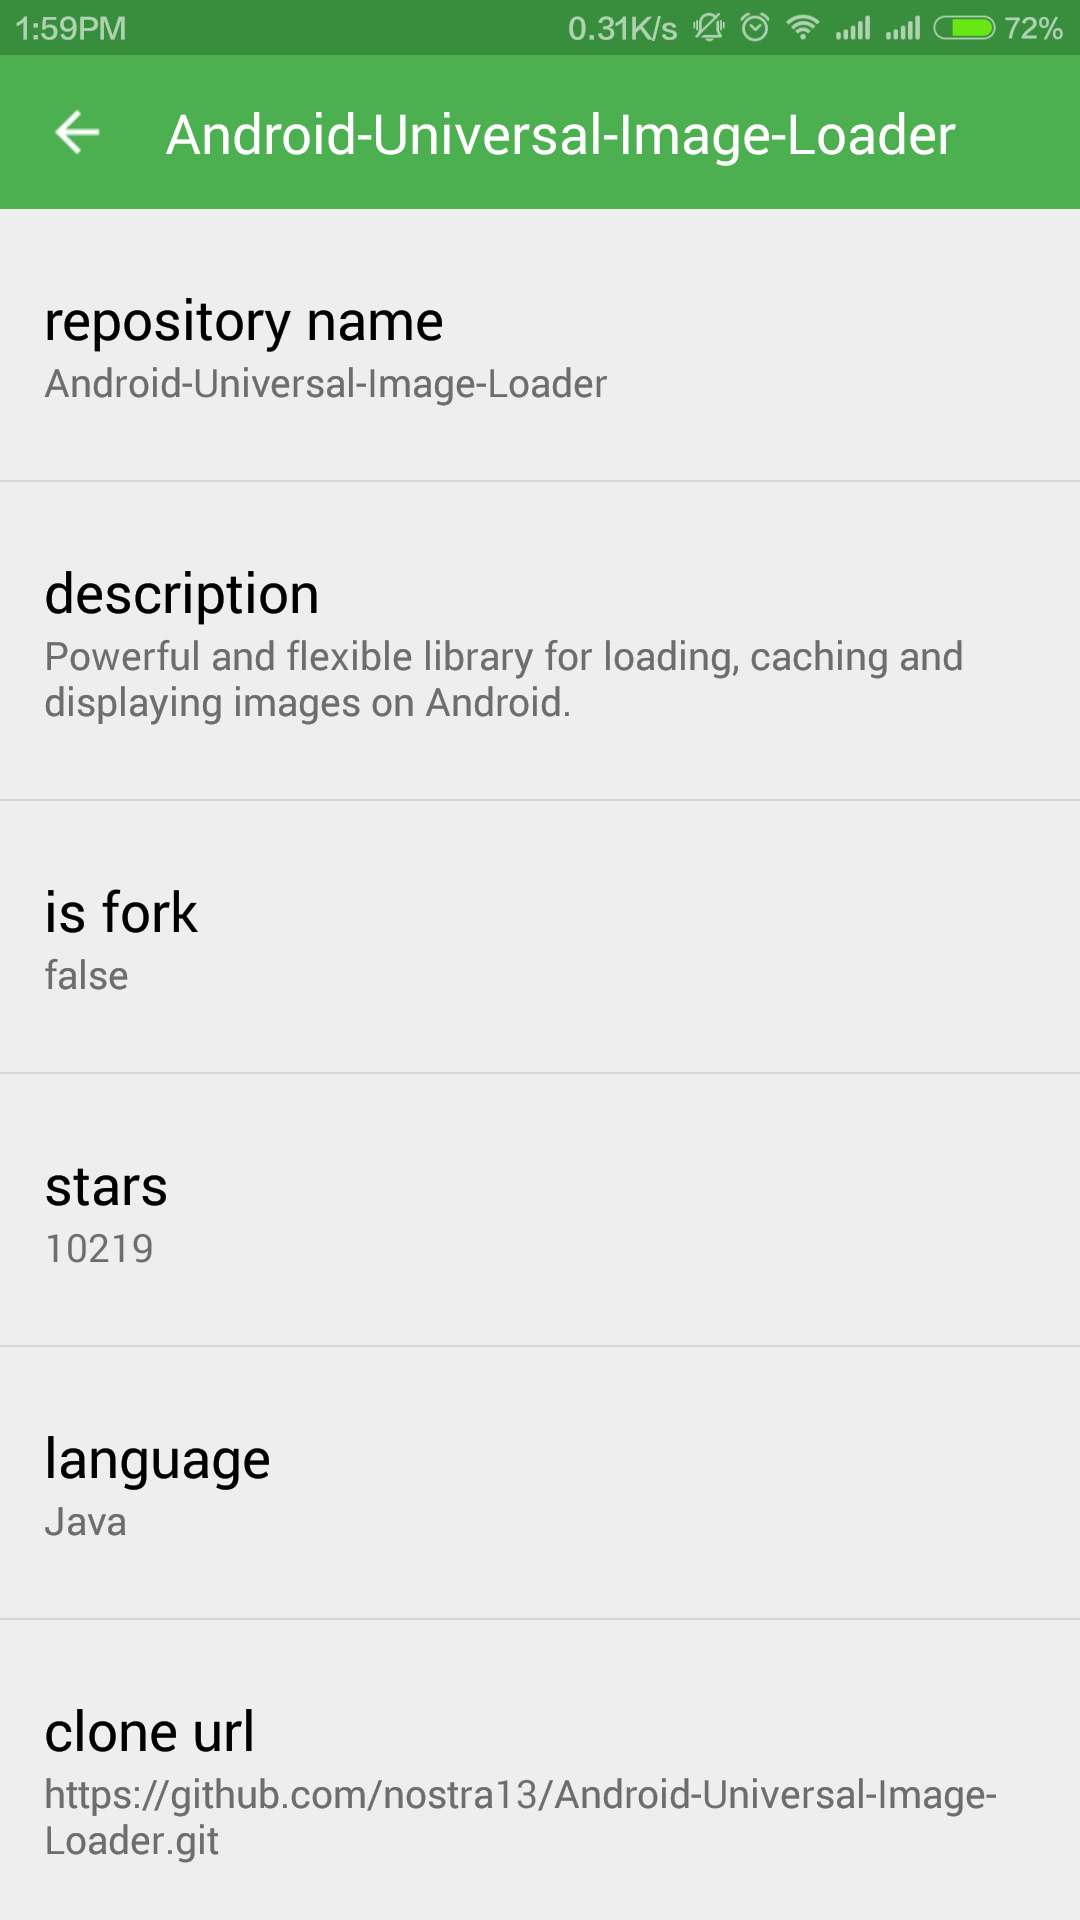 1:59PM 0.31K/s 72%
Android-Universal-Image-Loader
repository name
Android-Universal-Image-Loader
description
Powerful and flexible library for loading, caching and
displaying images on Android.
is fork
false
stars
10219
language
Java
clone url
https://github.com/nostra13/Android-Universal-Image-
Loader.git